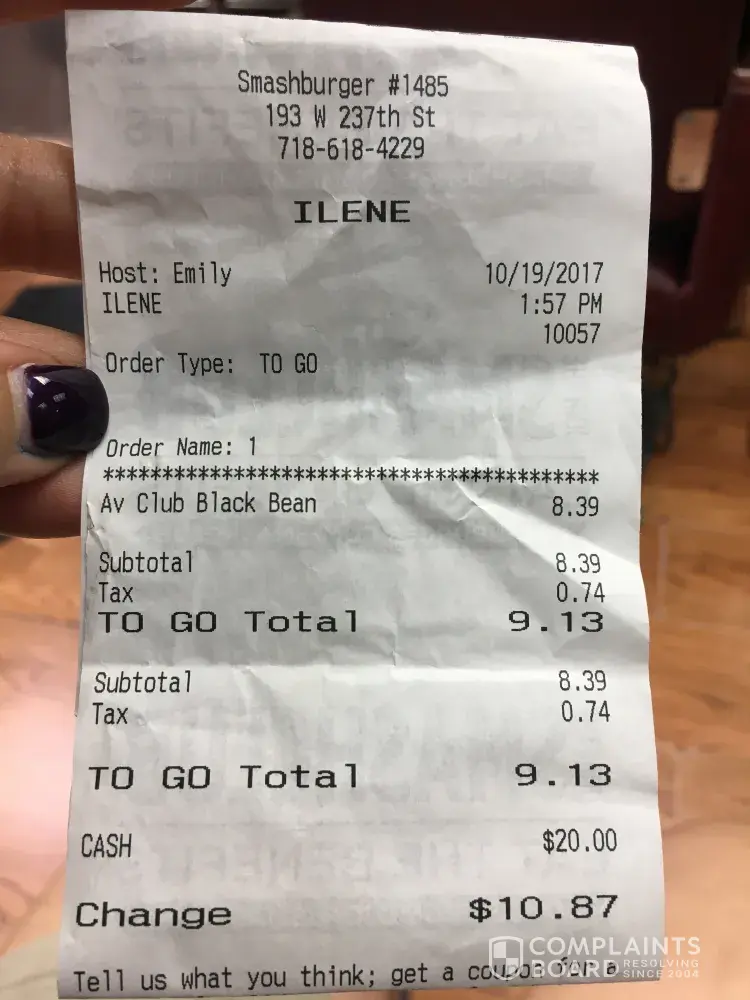 Smashburger #1485
193 W 237th St
718-618-4229
ILENE
Host: Emily 10/19/2017
ILENE 1:57 PM
10057
Order Type: TO GO
Order Name: 1
******************************************
Av Club Black Bean 8.39
Subtotal 8.39
Tax 0.74
TO GO Total 9.13
Subtotal 8.39
Tax 0.74
TO GO Total 9.13
CASH $20.00
Change $10.87
Tell us what you think; get a coupon for a
COMPLAINTS
BOARD RESOLVING
SINCE 2004